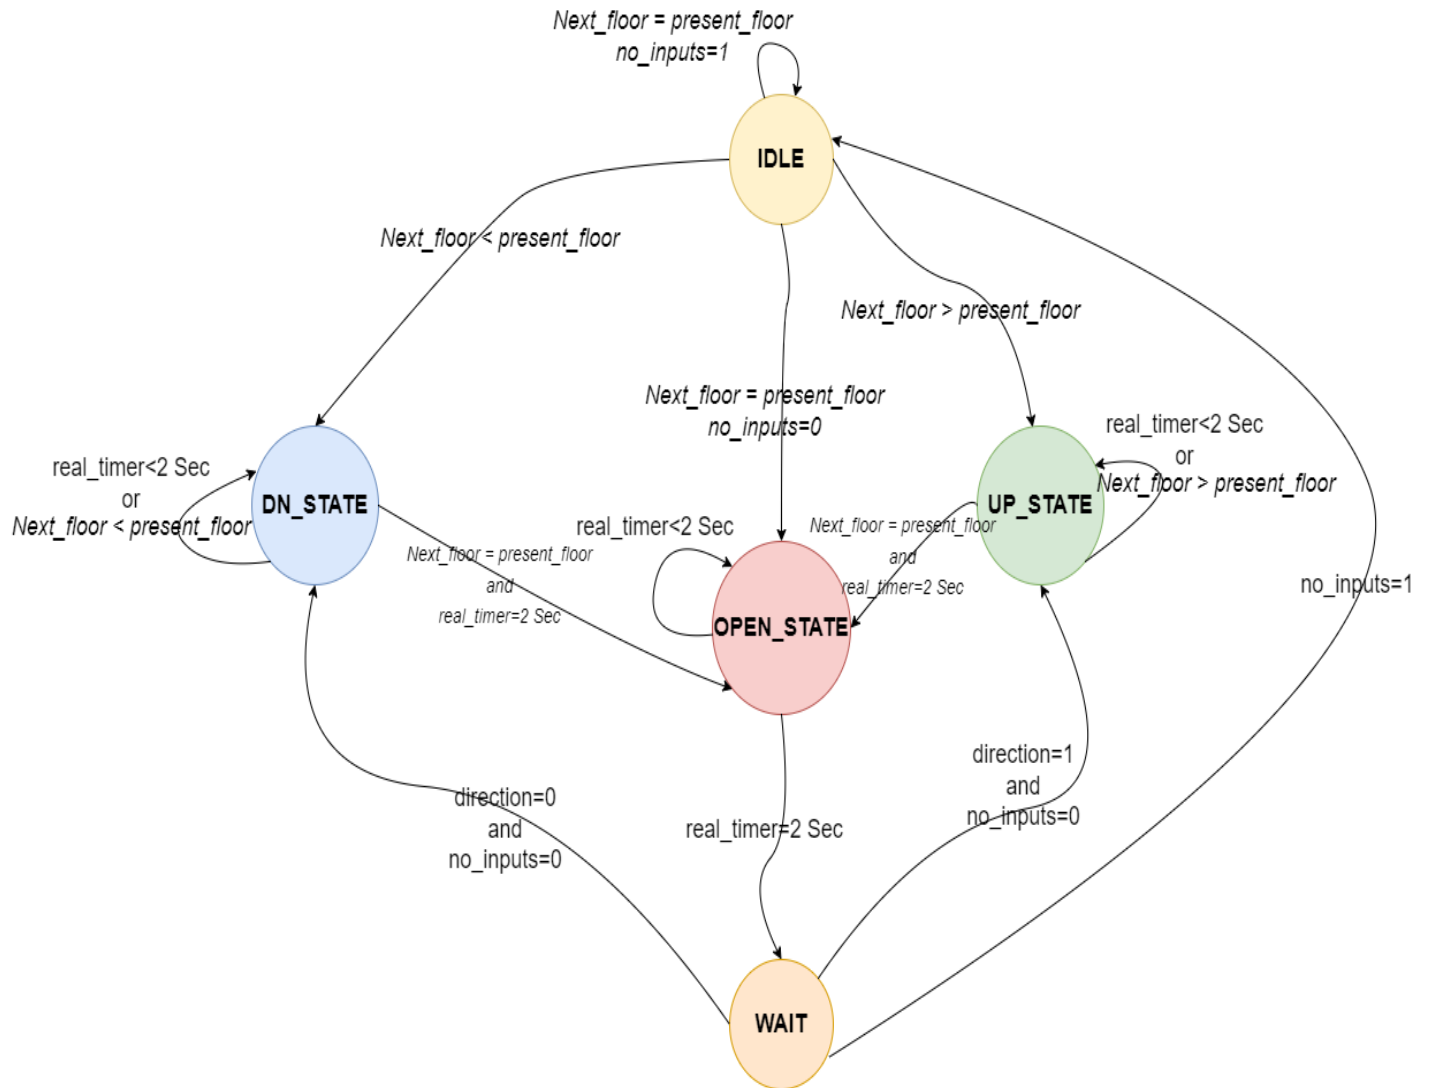 Next_floor = present_floor
no_inputs=1
IDLE
Next_floor < present_floor
Next_floor > present_floor
Next_floor = present_floor
no_inputs=0
real_timer<2 Sec
or
Next_floor < present_floor
DN_STATE
Next_floor = present_floor
and
real_timer=2 Sec
real_timer<2 Sec
OPEN_STATE
Next_floor = present_floor
and
real_timer=2 Sec
UP_STATE
real_timer<2 Sec
or
Next_floor > present_floor
no_inputs=1
direction=0
and
no_inputs=0
real_timer=2 Sec
direction=1
and
no_inputs=0
WAIT